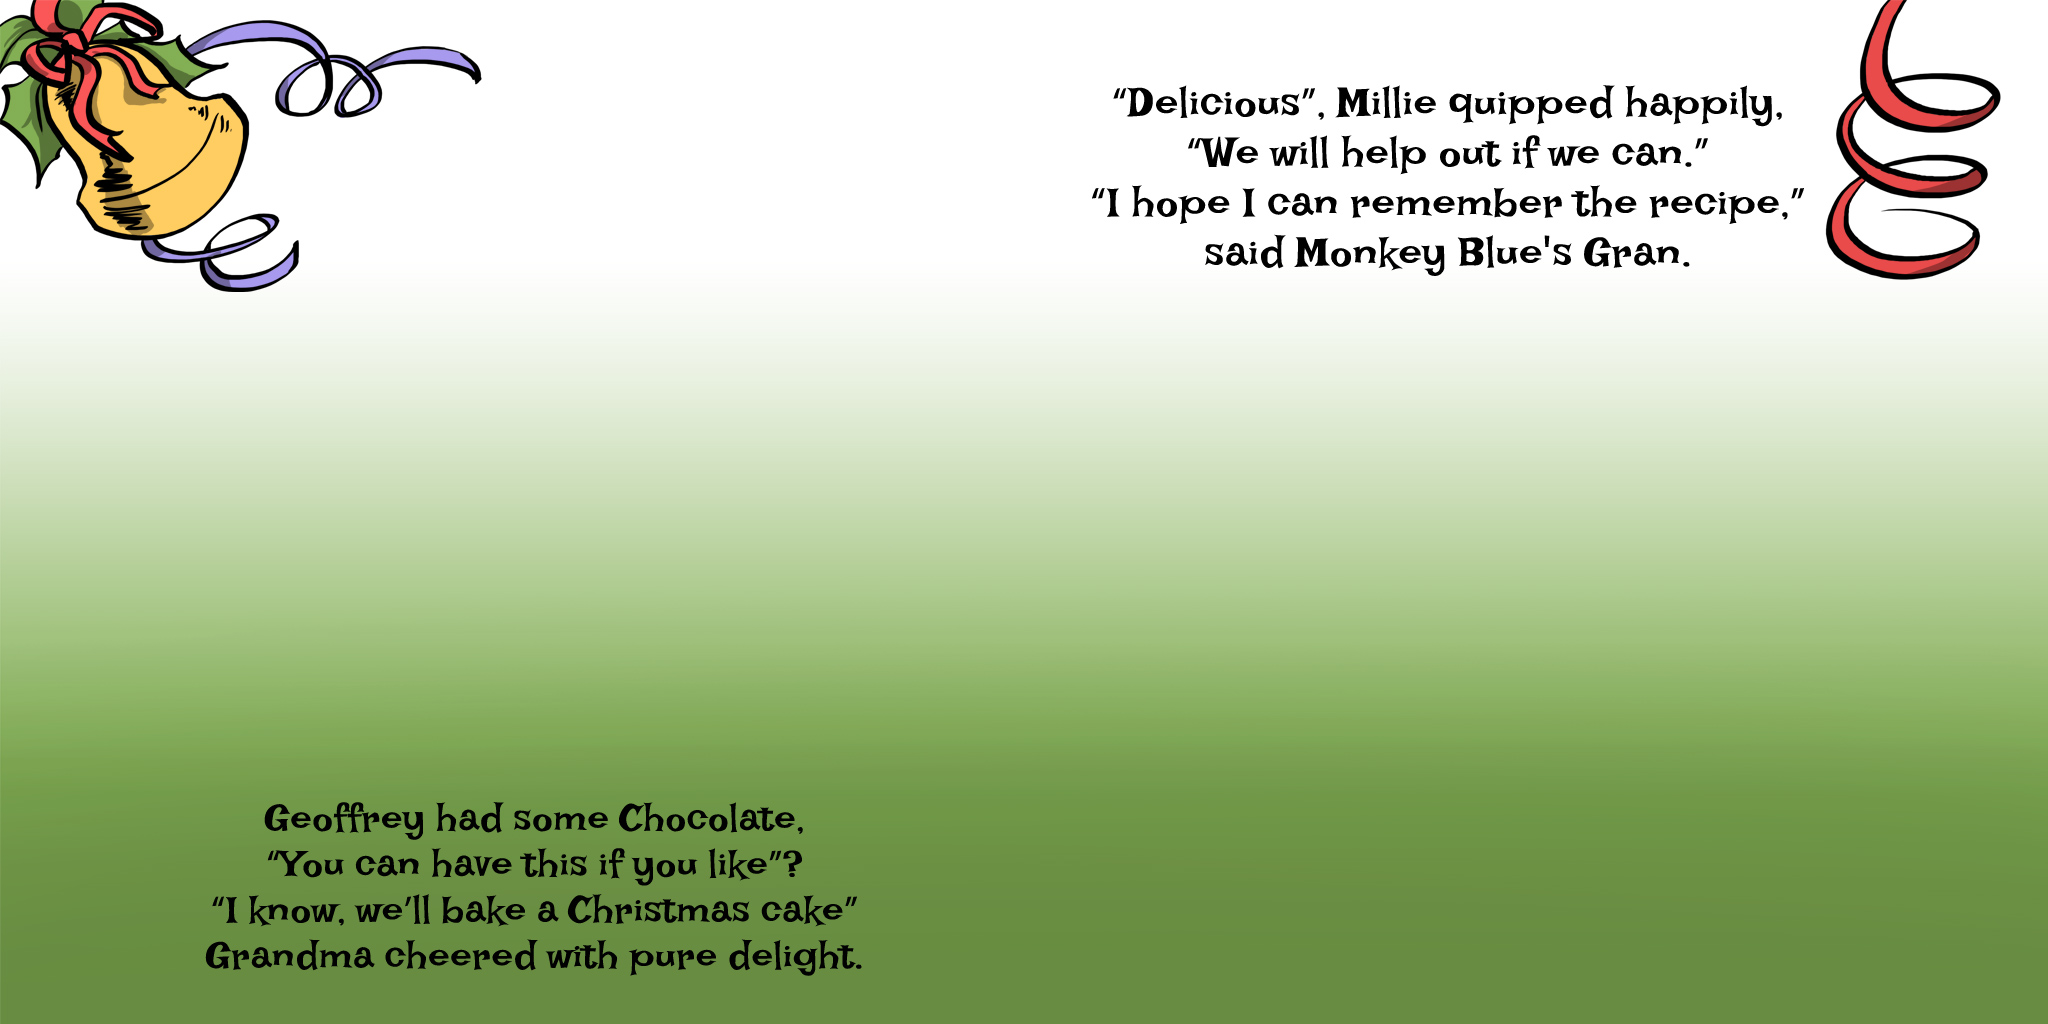 Geoffrey had some Chocolate,
“You can have this if you like”?
“I know, we’ll bake a Christmas cake”
Grandma cheered with pure delight.
“Delicious”, Millie quipped happily,
“We will help out if we can.”
“I hope I can remember the recipe,”
said Monkey Blue's Gran.